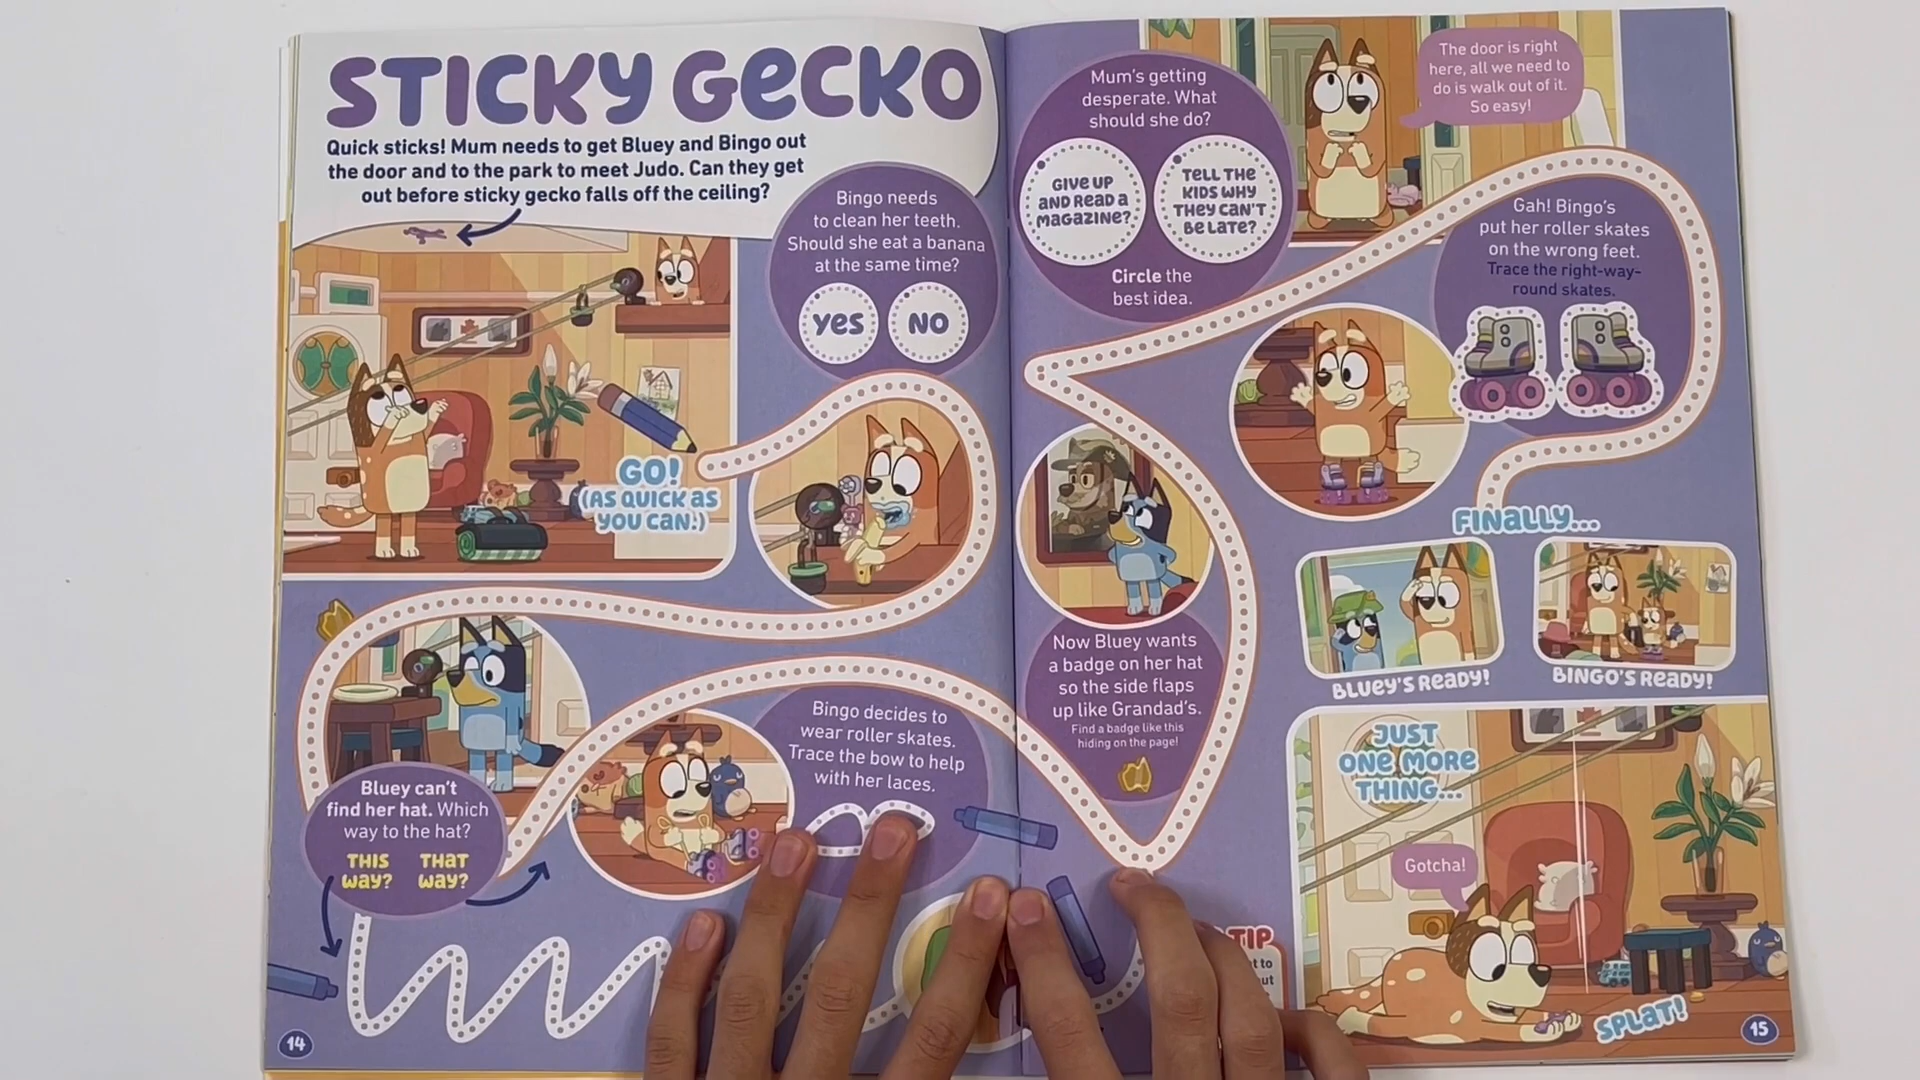 STICKY GECKO
Quick sticks! Mum needs to get Bluey and Bingo out
the door and to the park to meet Judo. Can they get
out before sticky gecko falls off the ceiling?
Bingo needs
to clean her teeth.
Should she eat a banana
at the same time?
YES NO
GO!
(AS QUICK AS
YOU CAN.)
Bluey can't
find her hat. Which
way to the hat?
THIS
WAY?
THAT
WAY?
Bingo decides to
wear roller skates.
Trace the bow to help
with her laces.
14
Mum's getting
desperate. What
should she do?
GIVE UP
AND READ A
MAGAZINE?
TELL THE
KIDS WHY
THEY CAN'T
BE LATE?
Circle the
best idea.
The door is right
here, all we need to
do is walk out of it.
So easy!
Gah! Bingo's
put her roller skates
on the wrong feet.
Trace the right-way-
round skates.
Now Bluey wants
a badge on her hat
so the side flaps
up like Grandad's.
Find a badge like this
hiding on the page!
FINALLY...
BLUEY'S READY!
BINGO'S READY!
JUST
ONE MORE
THING...
Gotcha!
SPLAT!
TIP
15